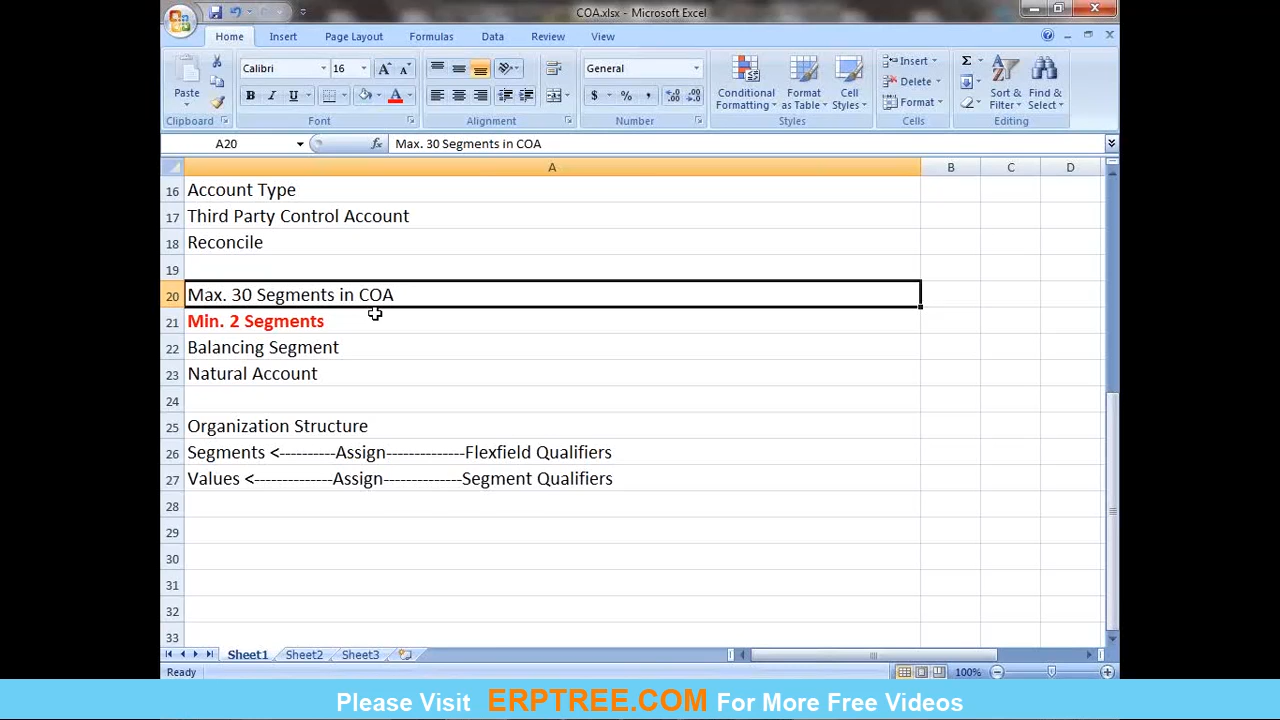 COA.xlsx - Microsoft Excel
Home Insert Page Layout Formulas Data Review View
Paste
Calibri 16
B I U
General
$ % ,
Conditional Formatting
Format as Table
Cell Styles
Insert
Delete
Format
Σ
Sort & Filter
Find & Select
Clipboard Font Alignment Number Styles Cells Editing
A20 fx Max. 30 Segments in COA
A B C D
16 Account Type
17 Third Party Control Account
18 Reconcile
19
20 Max. 30 Segments in COA
21 Min. 2 Segments
22 Balancing Segment
23 Natural Account
24
25 Organization Structure
26 Segments <----------Assign--------------Flexfield Qualifiers
27 Values <--------------Assign--------------Segment Qualifiers
28
29
30
31
32
33
Sheet1 Sheet2 Sheet3
Ready 100%
Please Visit ERPTREE.COM For More Free Videos